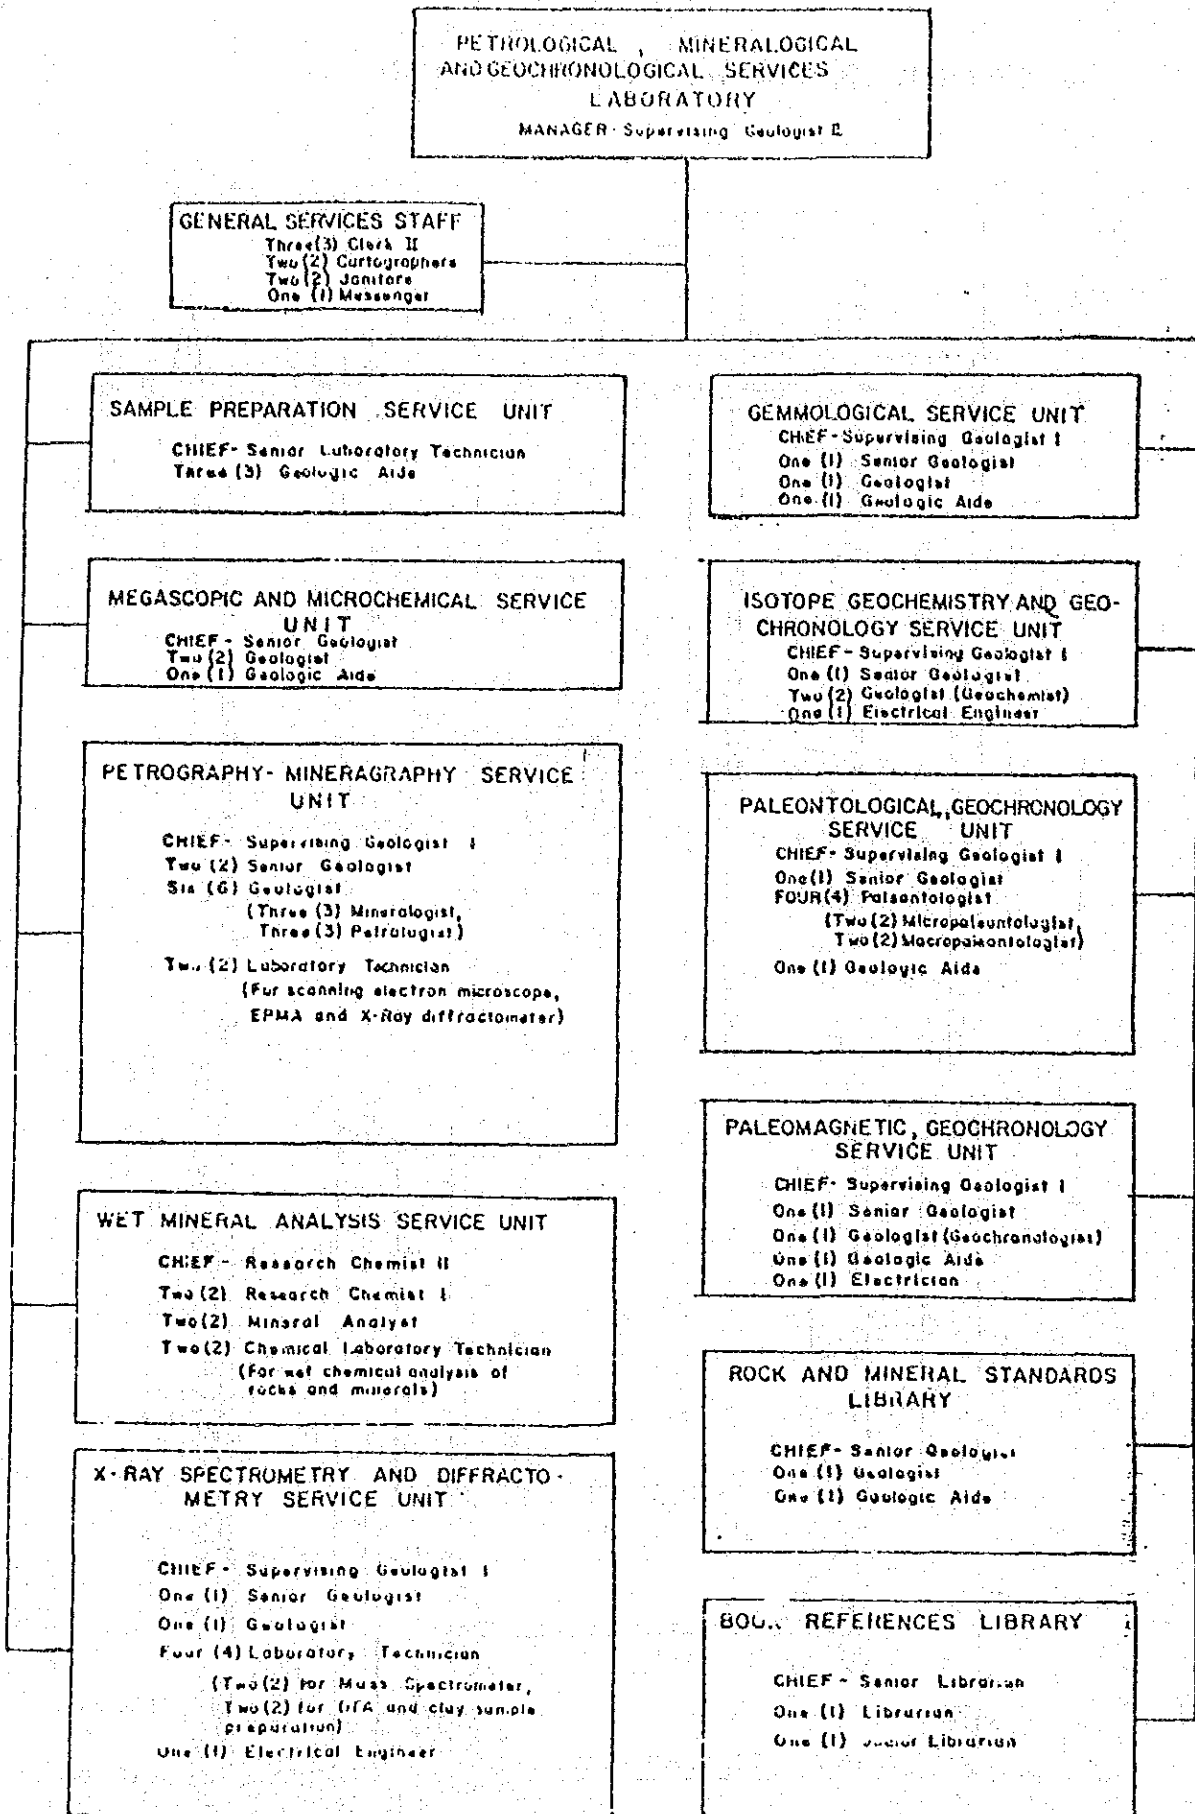 PETROLOGICAL , MINERALOGICAL
AND GEOCHRONOLOGICAL SERVICES
LABORATORY
MANAGER- Supervising Geologist II
GENERAL SERVICES STAFF
Three(3) Clerk II
Two (2) Cartographers
Two (2) Janitors
One (1) Messenger
SAMPLE PREPARATION SERVICE UNIT
CHIEF- Senior Laboratory Technician
Three (3) Geologic Aide
MEGASCOPIC AND MICROCHEMICAL SERVICE
UNIT
CHIEF - Senior Geologist
Two (2) Geologist
One (1) Geologic Aide
PETROGRAPHY- MINERAGRAPHY SERVICE
UNIT
CHIEF- Supervising Geologist I
Two (2) Senior Geologist
Six (6) Geologist
(Three (3) Mineralogist,
Three (3) Petrologist)
Two (2) Laboratory Technician
(For scanning electron microscope,
EPMA and X-Ray diffractometer)
WET MINERAL ANALYSIS SERVICE UNIT
CHIEF - Research Chemist II
Two (2) Research Chemist I
Two(2) Mineral Analyst
Two(2) Chemical Laboratory Technician
(For wet chemical analysis of
rocks and minerals)
X-RAY SPECTROMETRY AND DIFFRACTO-
METRY SERVICE UNIT
CHIEF- Supervising Geologist I
One (1) Senior Geologist
One (1) Geologist
Four (4) Laboratory Technician
(Two(2) for Mass Spectrometer,
Two(2) for DTA and clay sample
preparation)
One (1) Electrical Engineer
GEMMOLOGICAL SERVICE UNIT
CHIEF-Supervising Geologist I
One (1) Senior Geologist
One (1) Geologist
One (1) Geologic Aide
ISOTOPE GEOCHEMISTRY AND GEO-
CHRONOLOGY SERVICE UNIT
CHIEF- Supervising Geologist I
One (1) Senior Geologist
Two (2) Geologist (Geochemist)
One (1) Electrical Engineer
PALEONTOLOGICAL, GEOCHRONOLOGY
SERVICE UNIT
CHIEF- Supervising Geologist I
One(1) Senior Geologist
FOUR(4) Paleontologist
(Two(2) Micropaleontologist,
Two(2) Macropaleontologist)
One (1) Geologic Aide
PALEOMAGNETIC, GEOCHRONOLOGY
SERVICE UNIT
CHIEF- Supervising Geologist I
One (1) Senior Geologist
One (1) Geologist (Geochronologist)
One (1) Geologic Aide
One (1) Electrician
ROCK AND MINERAL STANDARDS
LIBRARY
CHIEF- Senior Geologist
One (1) Geologist
One (1) Geologic Aide
REFERENCES LIBRARY
CHIEF - Senior Librarian
One (1) Librarian
One (1) Librarian